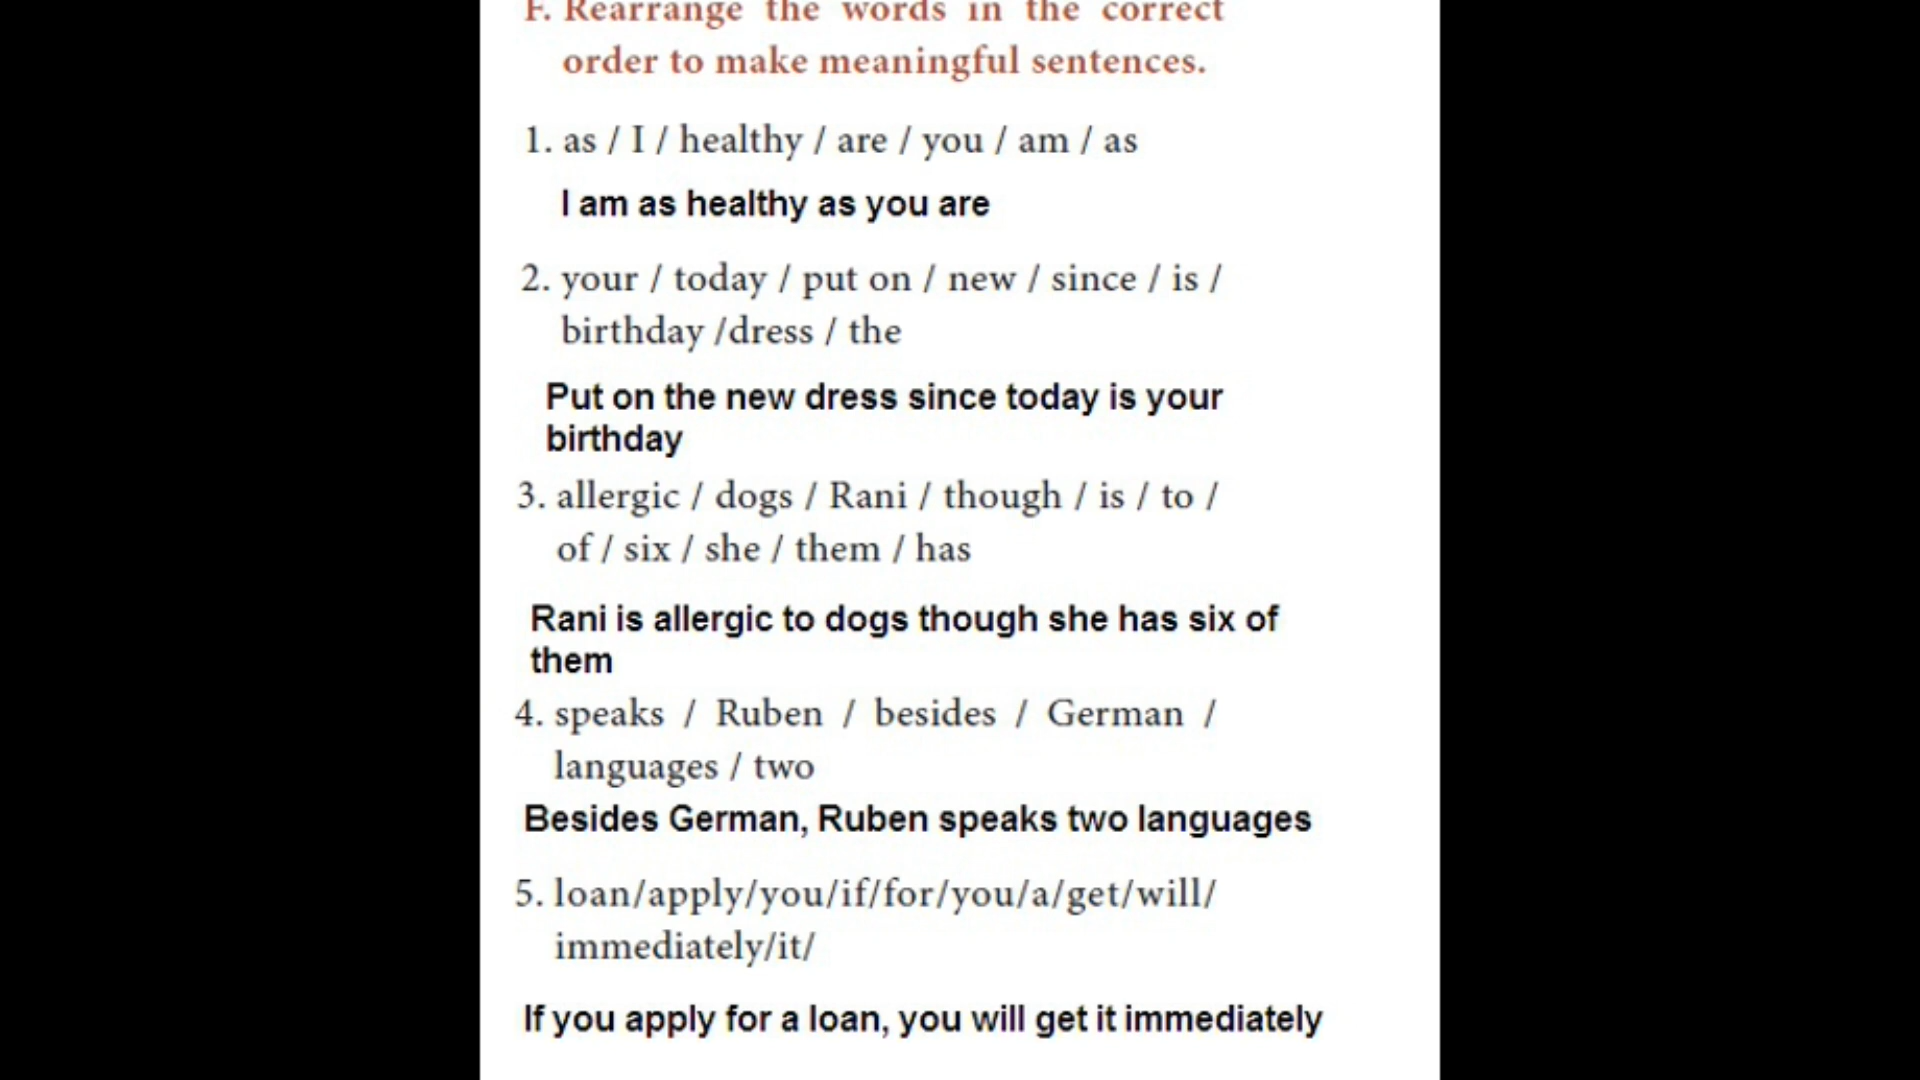 F. Rearrange the words in the correct
order to make meaningful sentences.
1. as / I / healthy / are / you / am / as
I am as healthy as you are
2. your / today / put on / new / since / is /
birthday /dress / the
Put on the new dress since today is your
birthday
3. allergic / dogs / Rani / though / is / to /
of / six / she / them / has
Rani is allergic to dogs though she has six of
them
4. speaks / Ruben / besides / German /
languages / two
Besides German, Ruben speaks two languages
5. loan/apply/you/if/for/you/a/get/will/
immediately/it/
If you apply for a loan, you will get it immediately